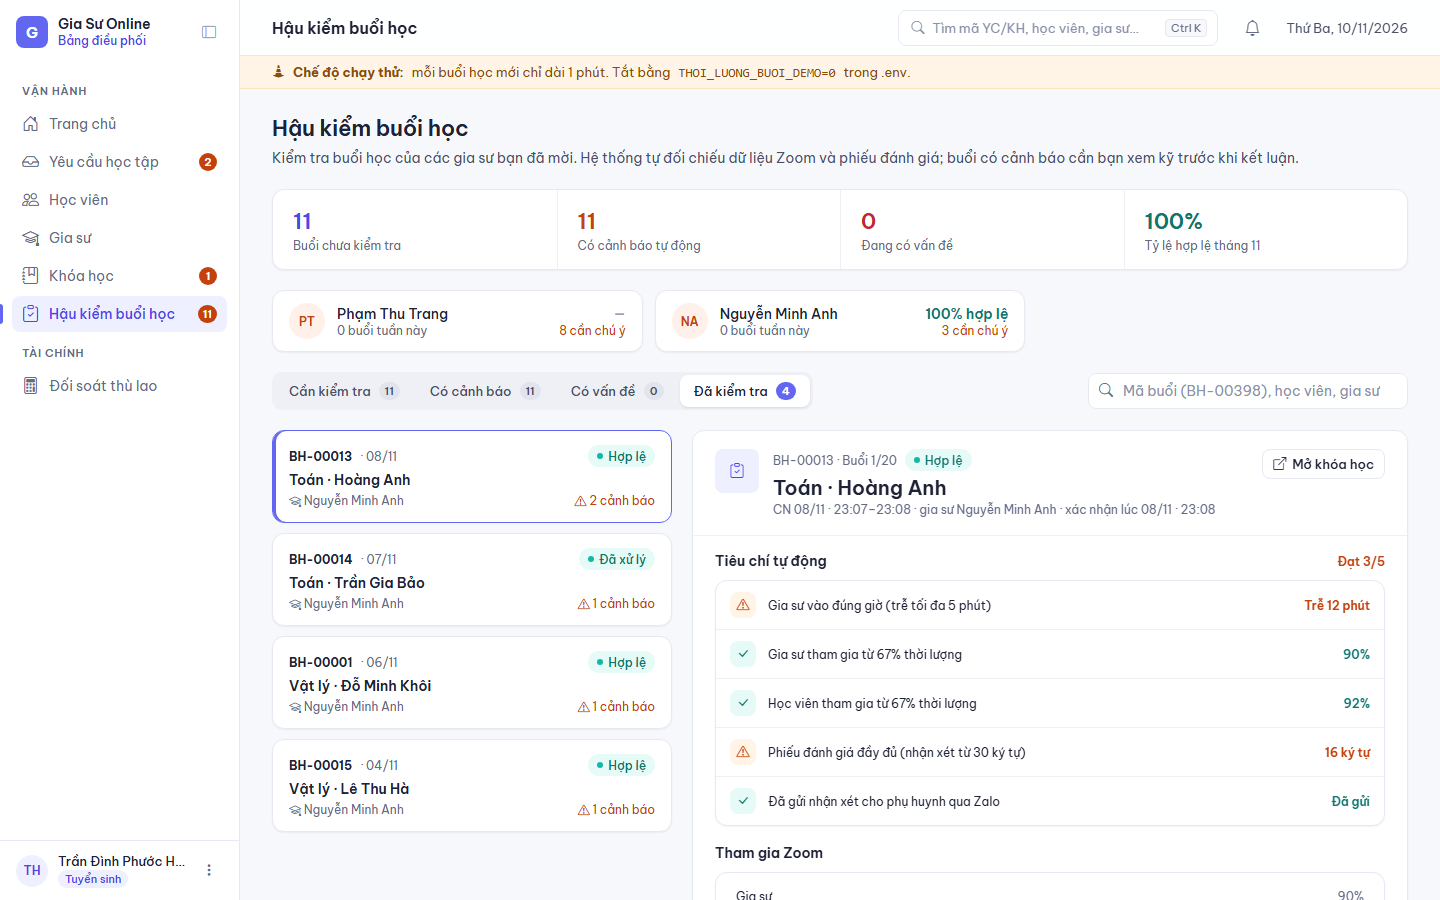 G
Gia Sư Online
Bảng điều phối
VẬN HÀNH
Trang chủ
Yêu cầu học tập 2
Học viên
Gia sư
Khóa học 1
Hậu kiểm buổi học 11
TÀI CHÍNH
Đối soát thù lao
TH
Trần Đình Phước H...
Tuyển sinh
Hậu kiểm buổi học
Tìm mã YC/KH, học viên, gia sư... Ctrl K
Thứ Ba, 10/11/2026
Chế độ chạy thử: mỗi buổi học mới chỉ dài 1 phút. Tắt bằng THOI_LUONG_BUOI_DEMO=0 trong .env.
Hậu kiểm buổi học
Kiểm tra buổi học của các gia sư bạn đã mời. Hệ thống tự đối chiếu dữ liệu Zoom và phiếu đánh giá; buổi có cảnh báo cần bạn xem kỹ trước khi kết luận.
11
Buổi chưa kiểm tra
11
Có cảnh báo tự động
0
Đang có vấn đề
100%
Tỷ lệ hợp lệ tháng 11
PT
Phạm Thu Trang —
0 buổi tuần này 8 cần chú ý
NA
Nguyễn Minh Anh 100% hợp lệ
0 buổi tuần này 3 cần chú ý
Cần kiểm tra 11
Có cảnh báo 11
Có vấn đề 0
Đã kiểm tra 4
Mã buổi (BH-00398), học viên, gia sư
BH-00013 · 08/11 Hợp lệ
Toán · Hoàng Anh
Nguyễn Minh Anh 2 cảnh báo
BH-00014 · 07/11 Đã xử lý
Toán · Trần Gia Bảo
Nguyễn Minh Anh 1 cảnh báo
BH-00001 · 06/11 Hợp lệ
Vật lý · Đỗ Minh Khôi
Nguyễn Minh Anh 1 cảnh báo
BH-00015 · 04/11 Hợp lệ
Vật lý · Lê Thu Hà
Nguyễn Minh Anh 1 cảnh báo
BH-00013 · Buổi 1/20 Hợp lệ
Toán · Hoàng Anh
CN 08/11 · 23:07–23:08 · gia sư Nguyễn Minh Anh · xác nhận lúc 08/11 · 23:08
Mở khóa học
Tiêu chí tự động Đạt 3/5
Gia sư vào đúng giờ (trễ tối đa 5 phút) Trễ 12 phút
Gia sư tham gia từ 67% thời lượng 90%
Học viên tham gia từ 67% thời lượng 92%
Phiếu đánh giá đầy đủ (nhận xét từ 30 ký tự) 16 ký tự
Đã gửi nhận xét cho phụ huynh qua Zalo Đã gửi
Tham gia Zoom
Gia sư 90%